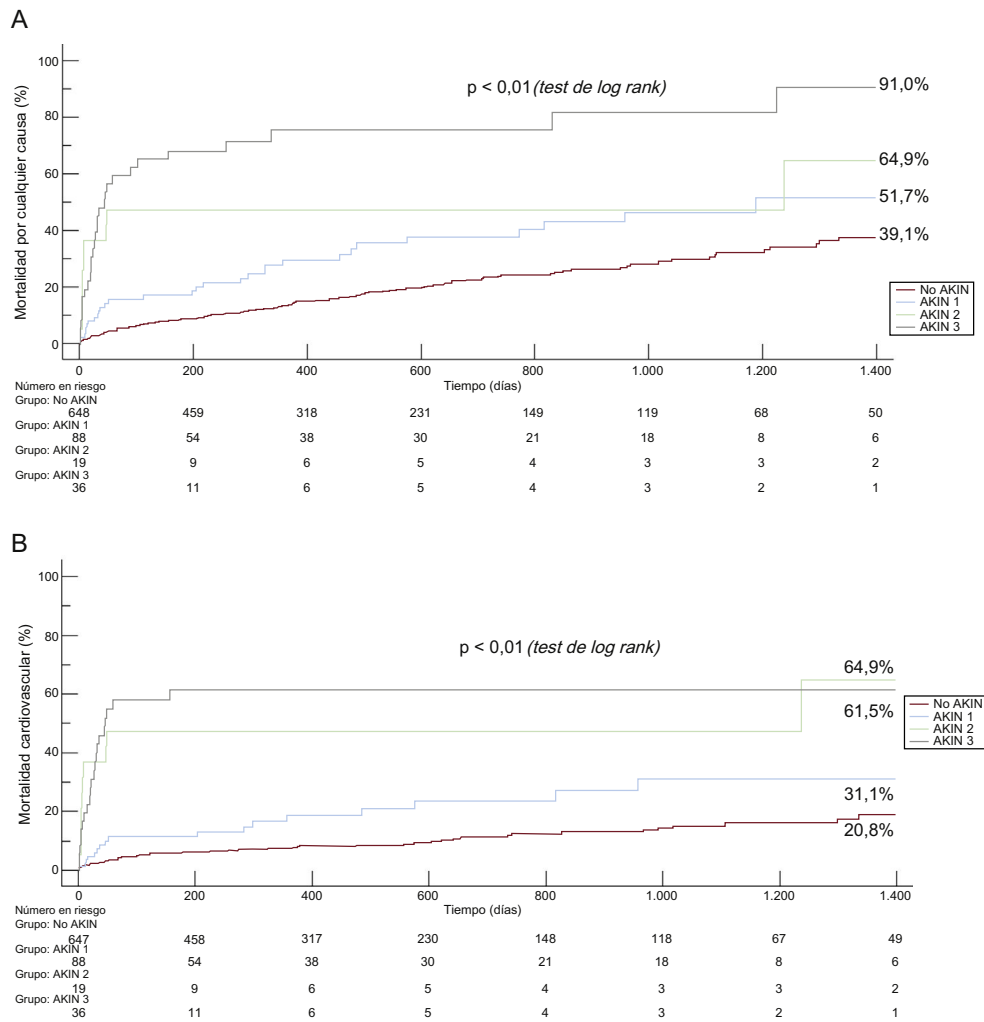 A
Mortalidad por cualquier causa (%)
100
80
60
40
20
0
p < 0,01 (test de log rank)
91,0%
64,9%
51,7%
39,1%
No AKIN
AKIN 1
AKIN 2
AKIN 3
0 200 400 600 800 1.000 1.200 1.400
Tiempo (días)
Número en riesgo
Grupo: No AKIN
648 459 318 231 149 119 68 50
Grupo: AKIN 1
88 54 38 30 21 18 8 6
Grupo: AKIN 2
19 9 6 5 4 3 3 2
Grupo: AKIN 3
36 11 6 5 4 3 2 1
B
Mortalidad cardiovascular (%)
100
80
60
40
20
0
p < 0,01 (test de log rank)
64,9%
61,5%
31,1%
20,8%
No AKIN
AKIN 1
AKIN 2
AKIN 3
0 200 400 600 800 1.000 1.200 1.400
Tiempo (días)
Número en riesgo
Grupo: No AKIN
647 458 317 230 148 118 67 49
Grupo: AKIN 1
88 54 38 30 21 18 8 6
Grupo: AKIN 2
19 9 6 5 4 3 3 2
Grupo: AKIN 3
36 11 6 5 4 3 2 1